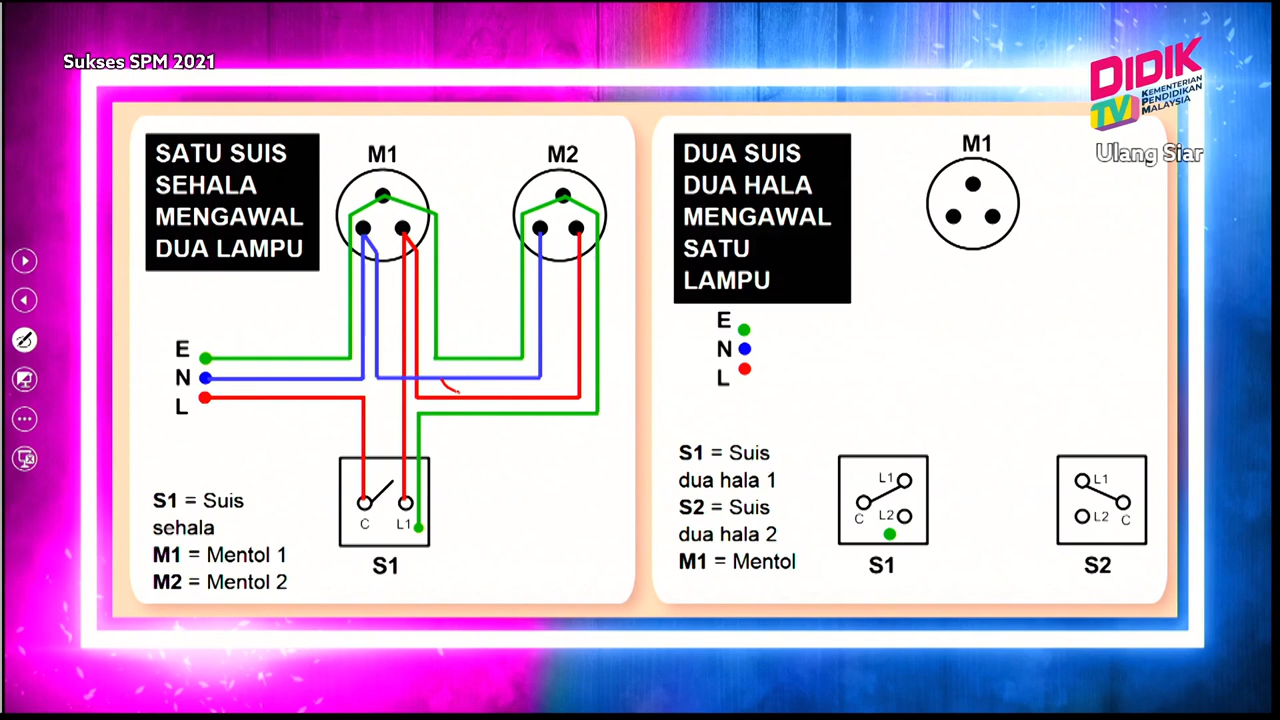 Sukses SPM 2021
DIDIK
TV
KEMENTERIAN
PENDIDIKAN
MALAYSIA
Ulang Siar
SATU SUIS
SEHALA
MENGAWAL
DUA LAMPU
M1
M2
E
N
L
C
L1
S1
S1 = Suis
sehala
M1 = Mentol 1
M2 = Mentol 2
DUA SUIS
DUA HALA
MENGAWAL
SATU
LAMPU
M1
E
N
L
S1 = Suis
dua hala 1
S2 = Suis
dua hala 2
M1 = Mentol
L1
C
L2
S1
L1
L2
C
S2